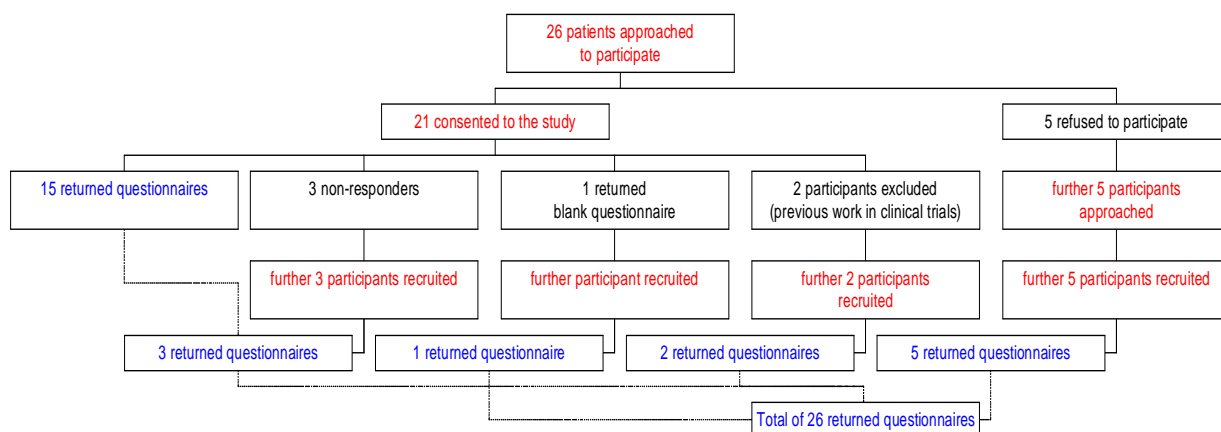 26 patients approached
to participate
21 consented to the study
5 refused to participate
15 returned questionnaires
3 non-responders
1 returned
blank questionnaire
2 participants excluded
(previous work in clinical trials)
further 5 participants
approached
further 3 participants recruited
further participant recruited
further 2 participants
recruited
further 5 participants recruited
3 returned questionnaires
1 returned questionnaire
2 returned questionnaires
5 returned questionnaires
Total of 26 returned questionnaires